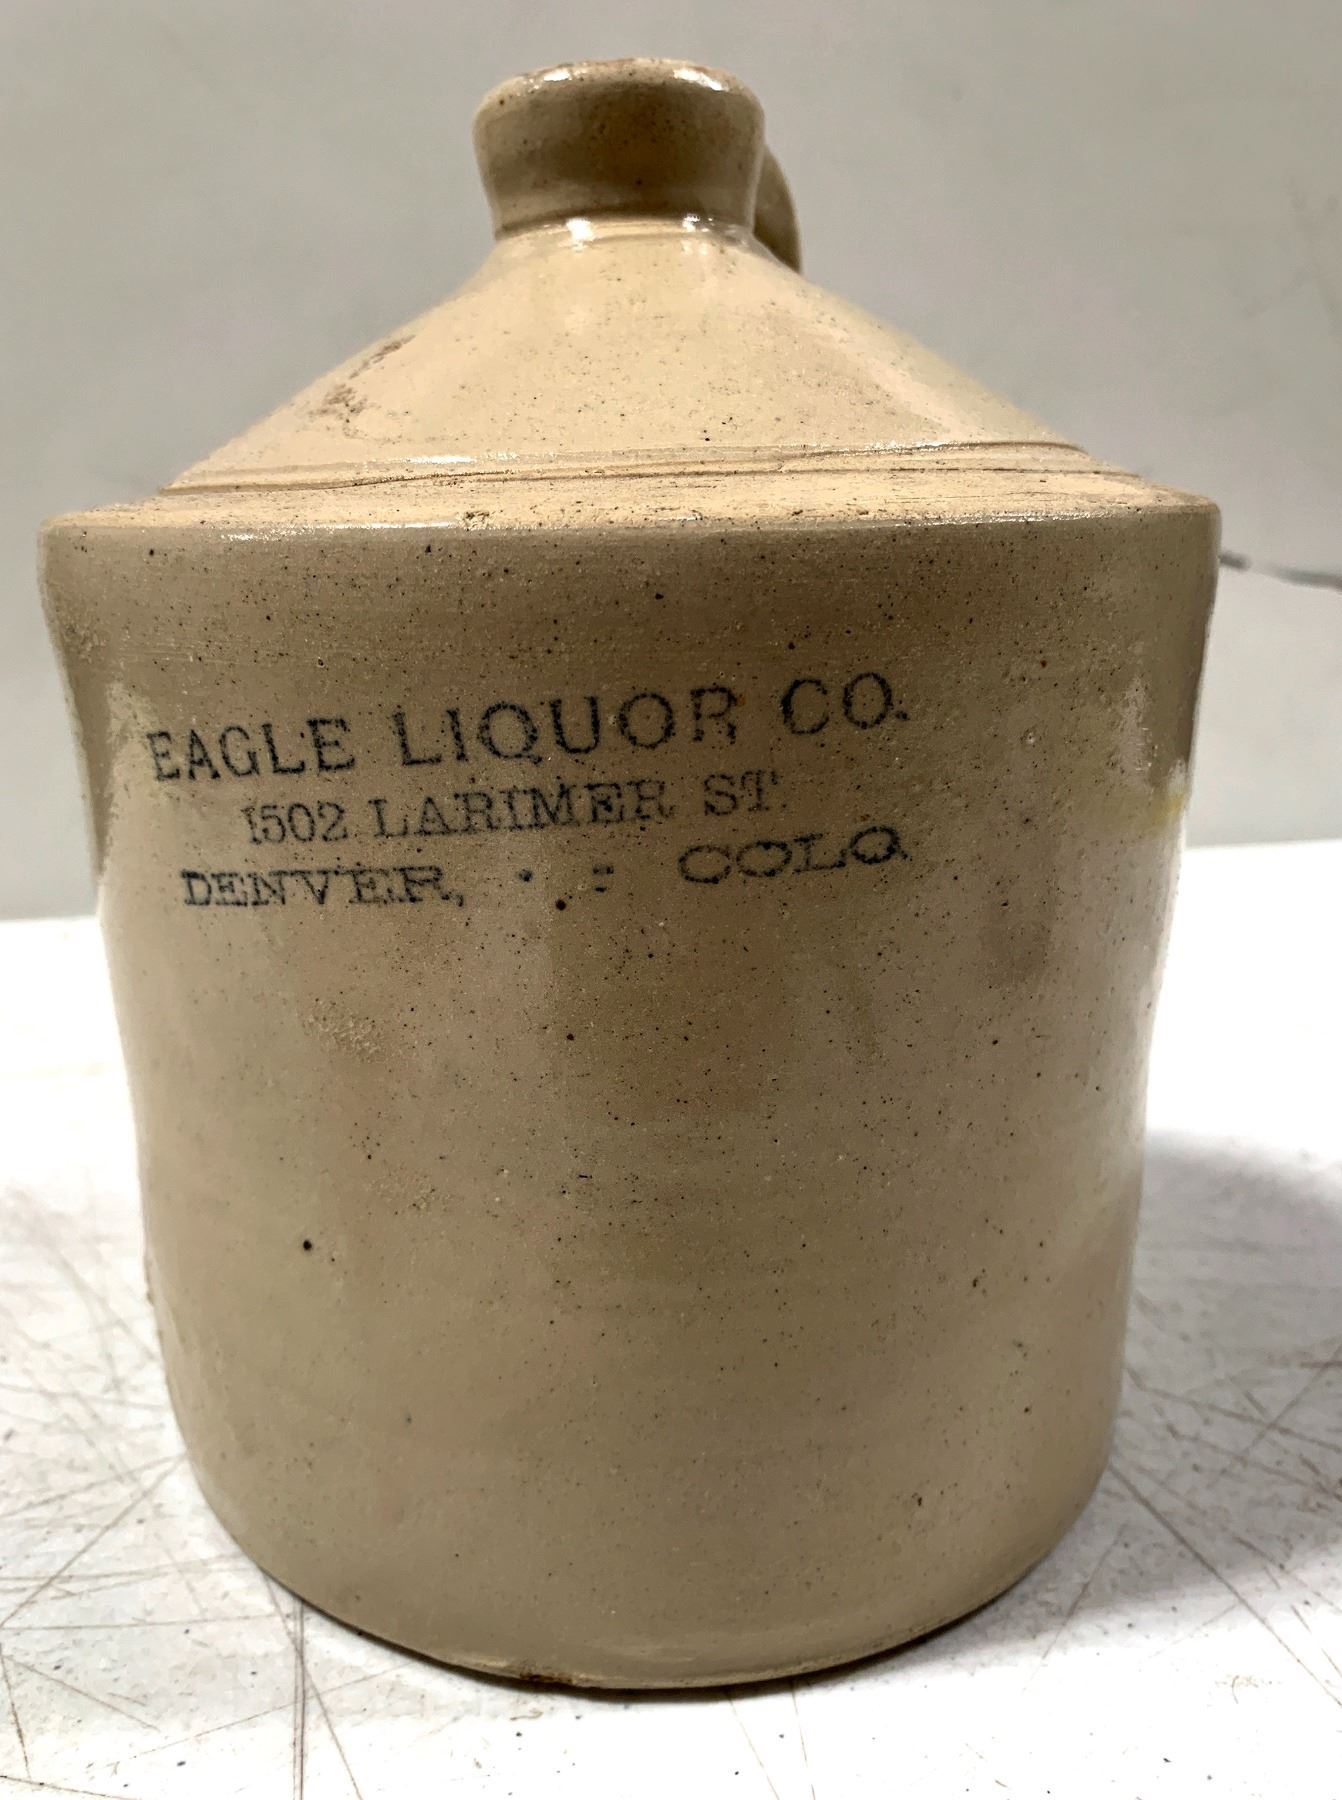 EAGLE LIQUOR CO.
1502 LARIMER ST.
DENVER, - - COLO.